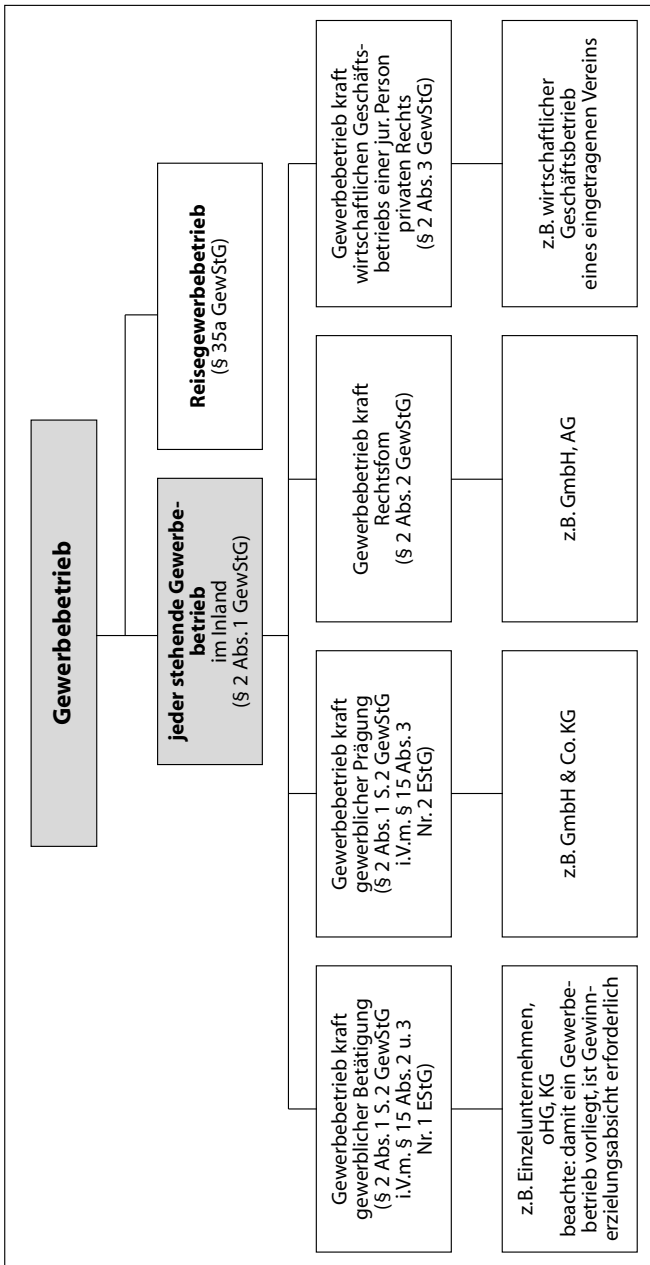 Gewerbebetrieb
jeder stehende Gewerbe-
betrieb
im Inland
(§ 2 Abs. 1 GewStG)
Reisegewerbebetrieb
(§ 35a GewStG)
Gewerbebetrieb kraft
gewerblicher Betätigung
(§ 2 Abs. 1 S. 2 GewStG
i.V.m. § 15 Abs. 2 u. 3
Nr. 1 EStG)
Gewerbebetrieb kraft
gewerblicher Prägung
(§ 2 Abs. 1 S. 2 GewStG
i.V.m. § 15 Abs. 3
Nr. 2 EStG)
Gewerbebetrieb kraft
Rechtsfom
(§ 2 Abs. 2 GewStG)
Gewerbebetrieb kraft
wirtschaftlichen Geschäfts-
betriebs einer jur. Person
privaten Rechts
(§ 2 Abs. 3 GewStG)
z.B. Einzelunternehmen,
oHG, KG
beachte: damit ein Gewerbe-
betrieb vorliegt, ist Gewinn-
erzielungsabsicht erforderlich
z.B. GmbH & Co. KG
z.B. GmbH, AG
z.B. wirtschaftlicher
Geschäftsbetrieb
eines eingetragenen Vereins